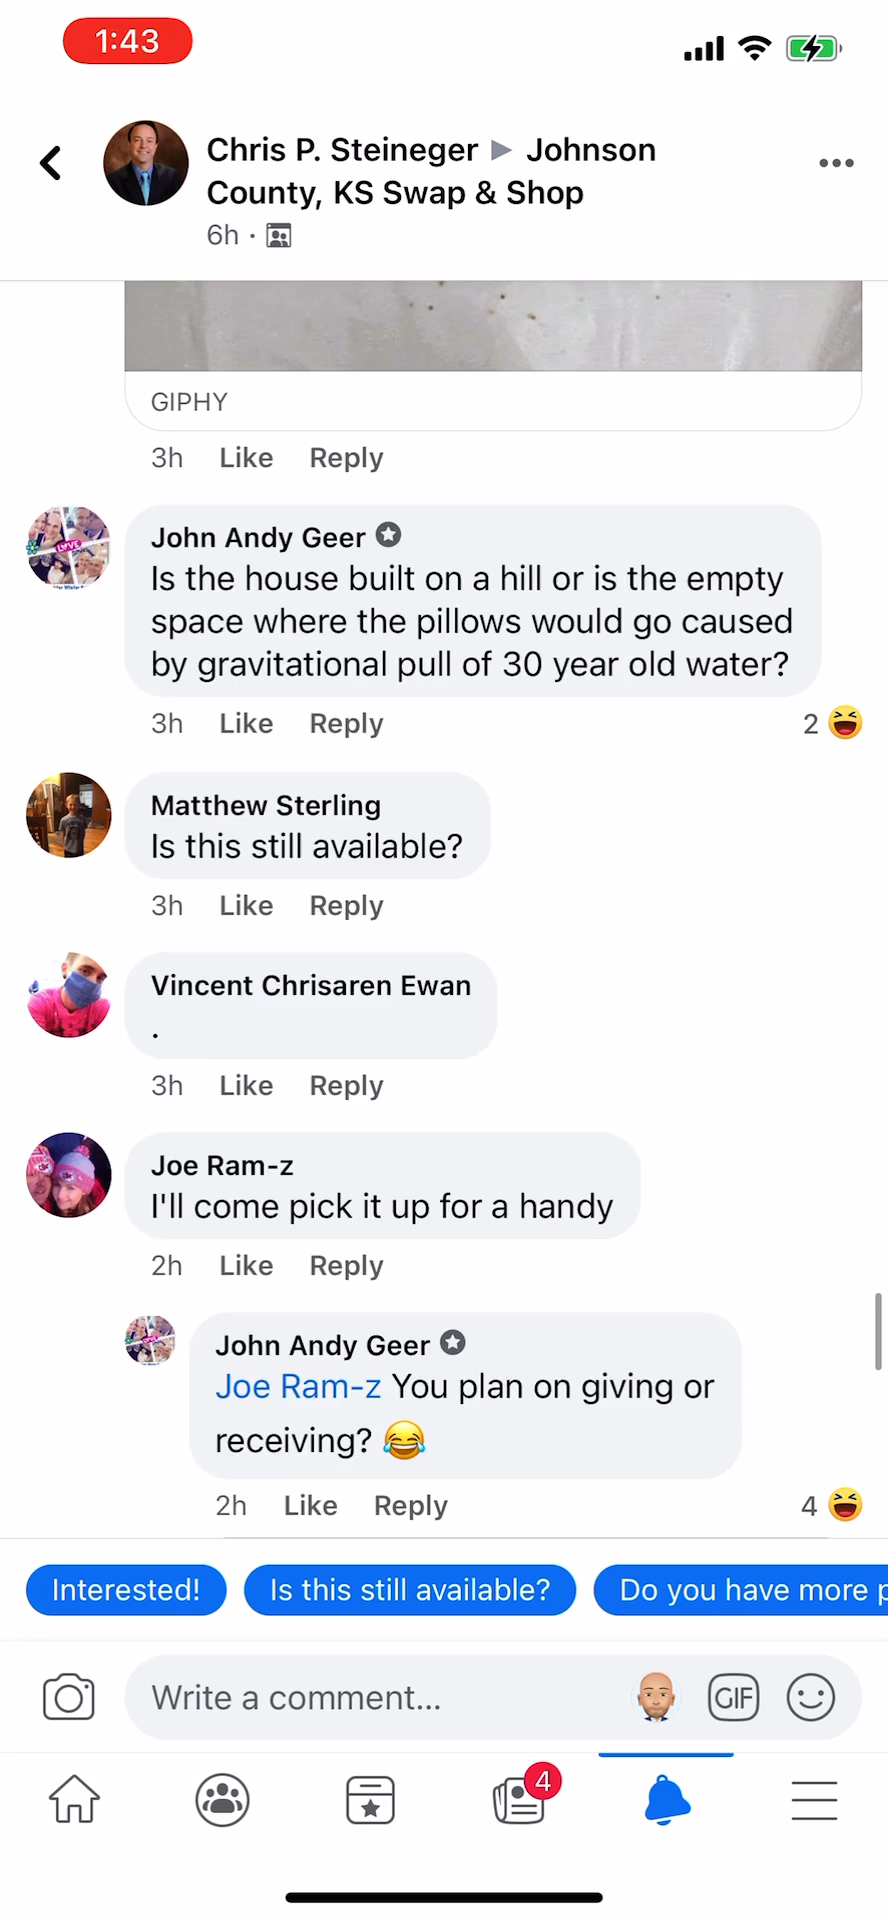 1:43
Chris P. Steineger ▶ Johnson
County, KS Swap & Shop
6h ·
GIPHY
3h Like Reply
John Andy Geer
Is the house built on a hill or is the empty
space where the pillows would go caused
by gravitational pull of 30 year old water?
3h Like Reply 2 😆
Matthew Sterling
Is this still available?
3h Like Reply
Vincent Chrisaren Ewan
.
3h Like Reply
Joe Ram-z
I'll come pick it up for a handy
2h Like Reply
John Andy Geer
Joe Ram-z You plan on giving or
receiving? 😂
2h Like Reply 4 😆
Interested! Is this still available? Do you have more p
Write a comment... GIF
4